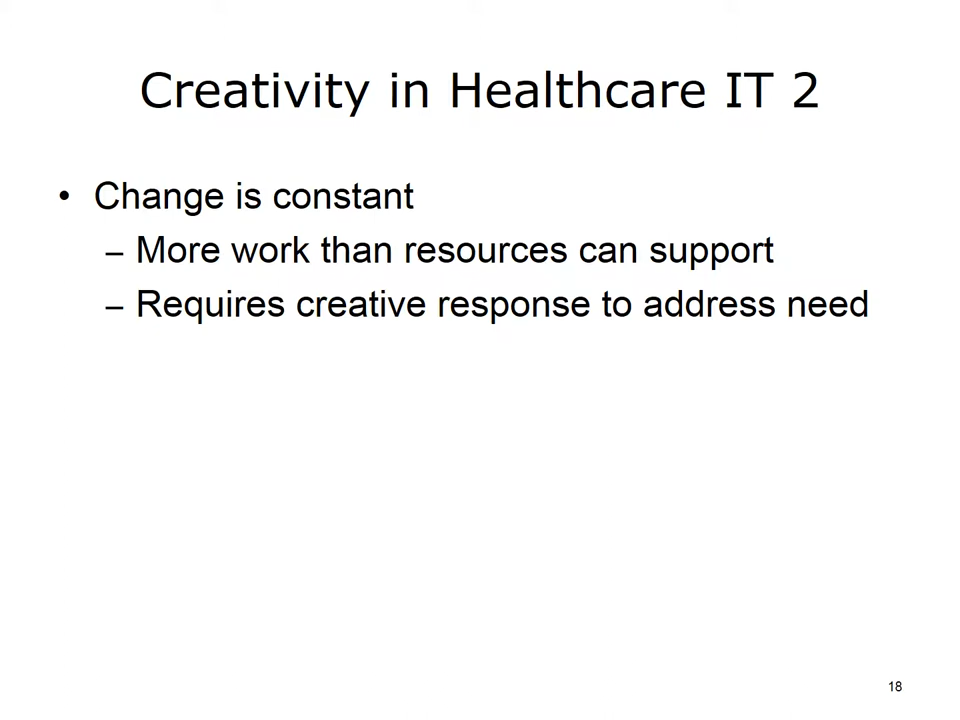 Creativity in Healthcare IT 2
• Change is constant
– More work than resources can support
– Requires creative response to address need
18